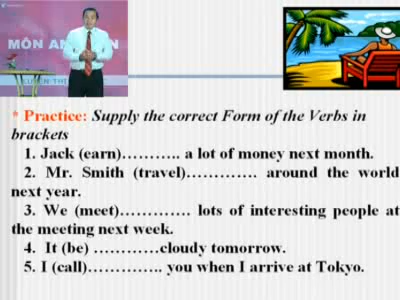 MÔN
* Practice: Supply the correct Form of the Verbs in
brackets
1. Jack (earn)……….. a lot of money next month.
2. Mr. Smith (travel)…………. around the world
next year.
3. We (meet)…………. lots of interesting people at
the meeting next week.
4. It (be) …………cloudy tomorrow.
5. I (call)………….. you when I arrive at Tokyo.